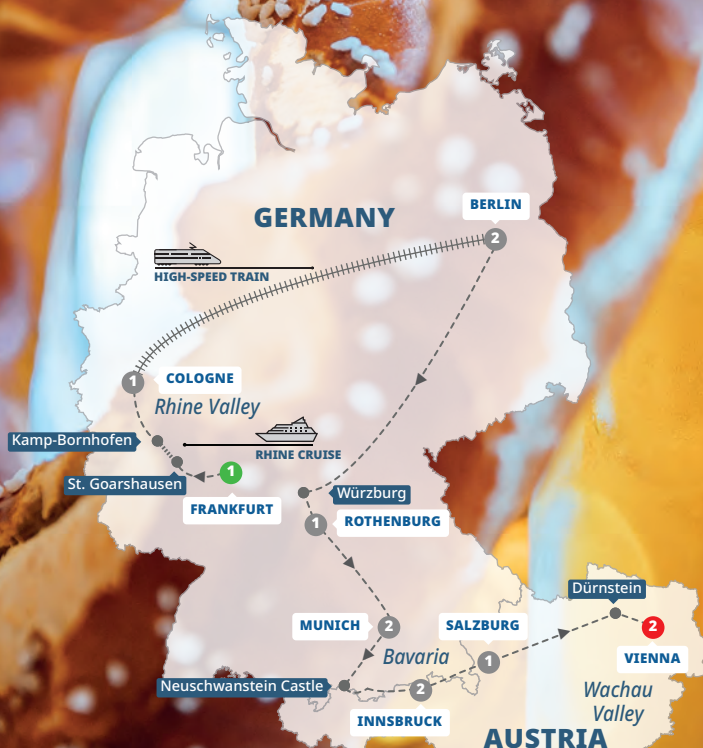 BERLIN
GERMANY
2
HIGH-SPEED TRAIN
1
COLOGNE
Rhine Valley
Kamp-Bornhofen
RHINE CRUISE
1
St. Goarshausen
FRANKFURT
Würzburg
1
ROTHENBURG
Dürnstein
MUNICH
2
SALZBURG
2
Bavaria
1
VIENNA
Neuschwanstein Castle
2
Wachau
Valley
INNSBRUCK
AUSTRIA